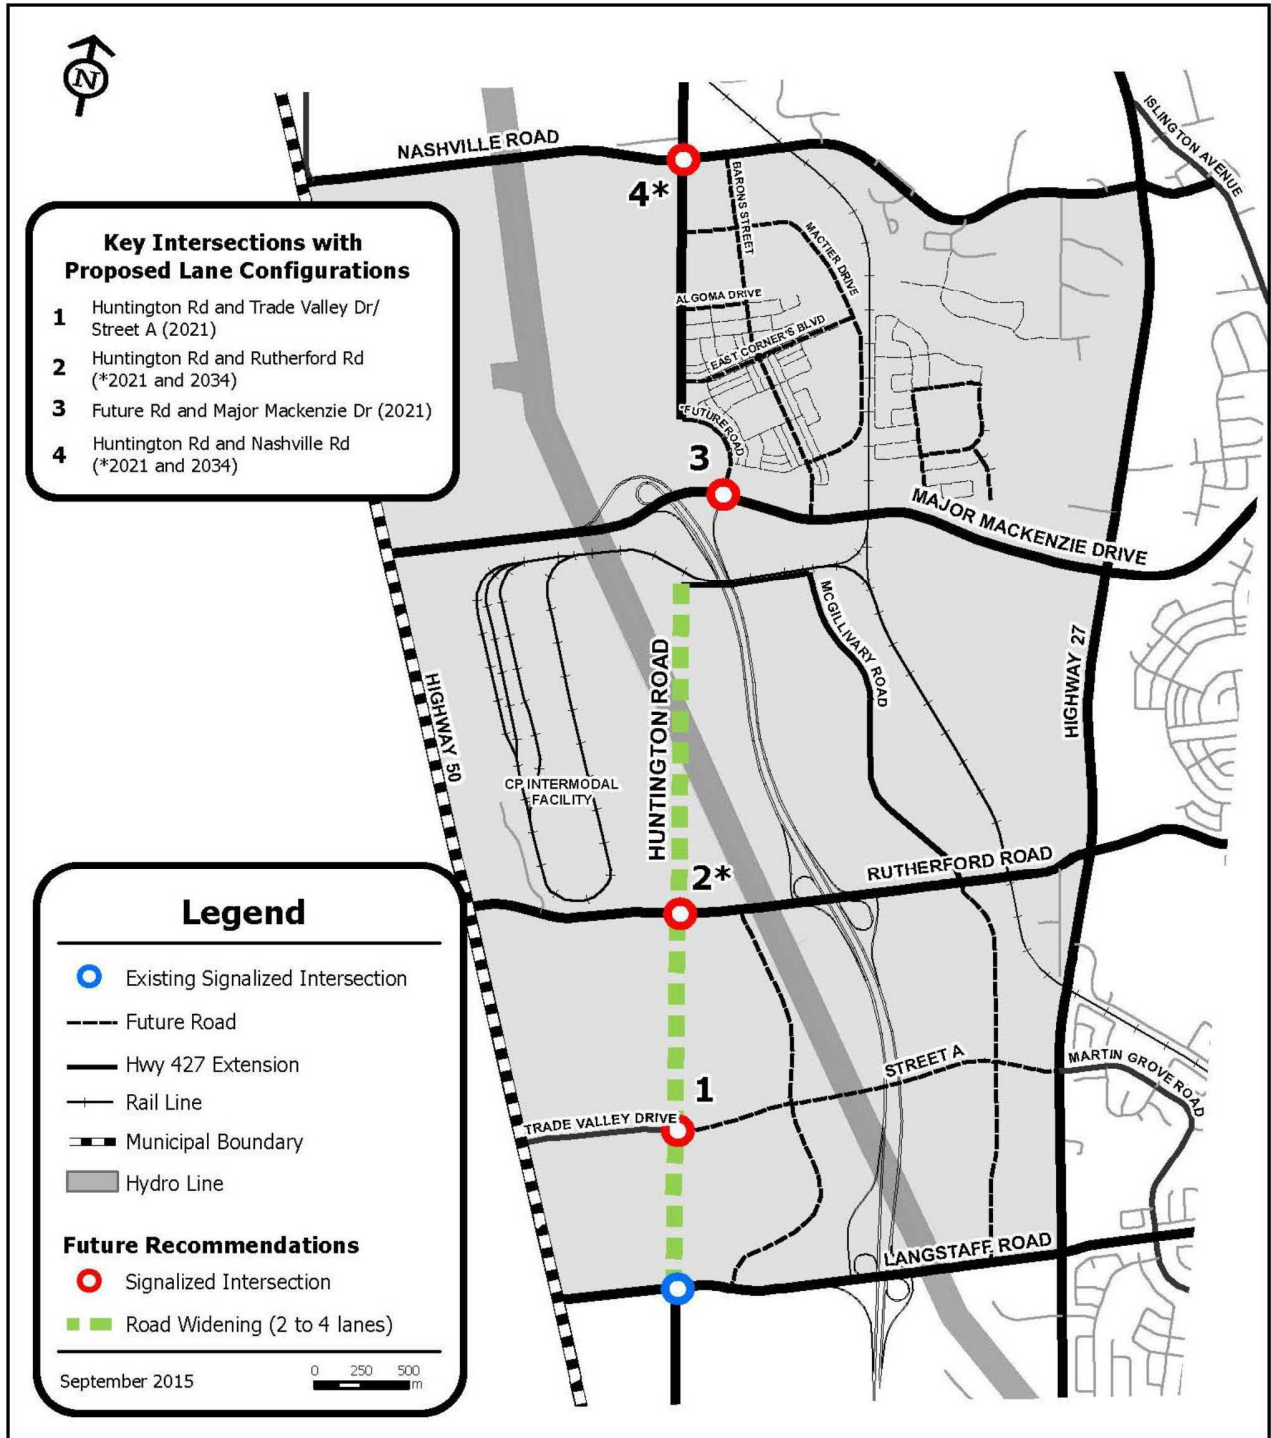 N
NASHVILLE ROAD
ISLINGTON AVENUE
4*
BARONS STREET
MACTIER DRIVE
Key Intersections with
Proposed Lane Configurations
1 Huntington Rd and Trade Valley Dr/
Street A (2021)
2 Huntington Rd and Rutherford Rd
(*2021 and 2034)
3 Future Rd and Major Mackenzie Dr (2021)
4 Huntington Rd and Nashville Rd
(*2021 and 2034)
ALGOMA DRIVE
EAST CORNER'S BLVD
"FUTURE ROAD
3
MAJOR MACKENZIE DRIVE
MCGILLIVARY ROAD
HUNTINGTON ROAD
HIGHWAY 27
HIGHWAY 50
CP INTERMODAL
FACILITY
RUTHERFORD ROAD
2*
STREET A
MARTIN GROVE ROAD
1
TRADE VALLEY DRIVE
LANGSTAFF ROAD
Legend
Existing Signalized Intersection
Future Road
Hwy 427 Extension
Rail Line
Municipal Boundary
Hydro Line
Future Recommendations
Signalized Intersection
Road Widening (2 to 4 lanes)
September 2015
0 250 500
m